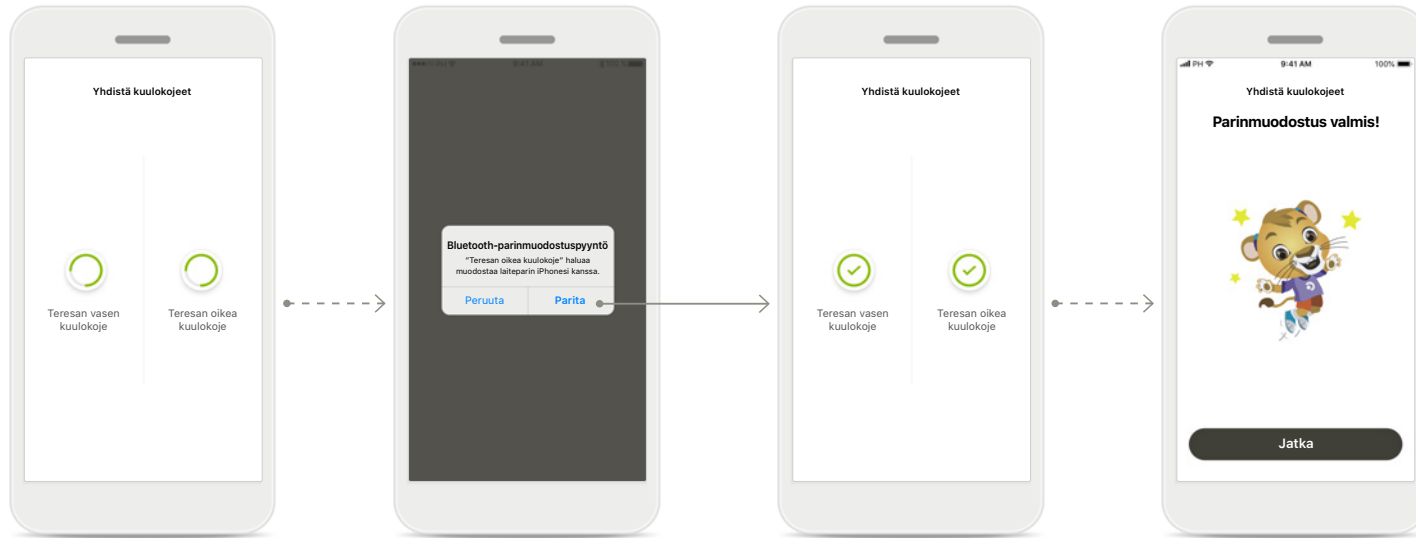 Yhdistä kuulokojeet
Teresan vasen
kuulokoje
Teresan oikea
kuulokoje
9:41 AM
Bluetooth-parinmuodostuspyyntö
"Teresan oikea kuulokoje" haluaa
muodostaa laiteparin iPhonesi kanssa.
Peruuta
Parita
Yhdistä kuulokojeet
Teresan vasen
kuulokoje
Teresan oikea
kuulokoje
PH
9:41 AM
100%
Yhdistä kuulokojeet
Parinmuodostus valmis!
Jatka